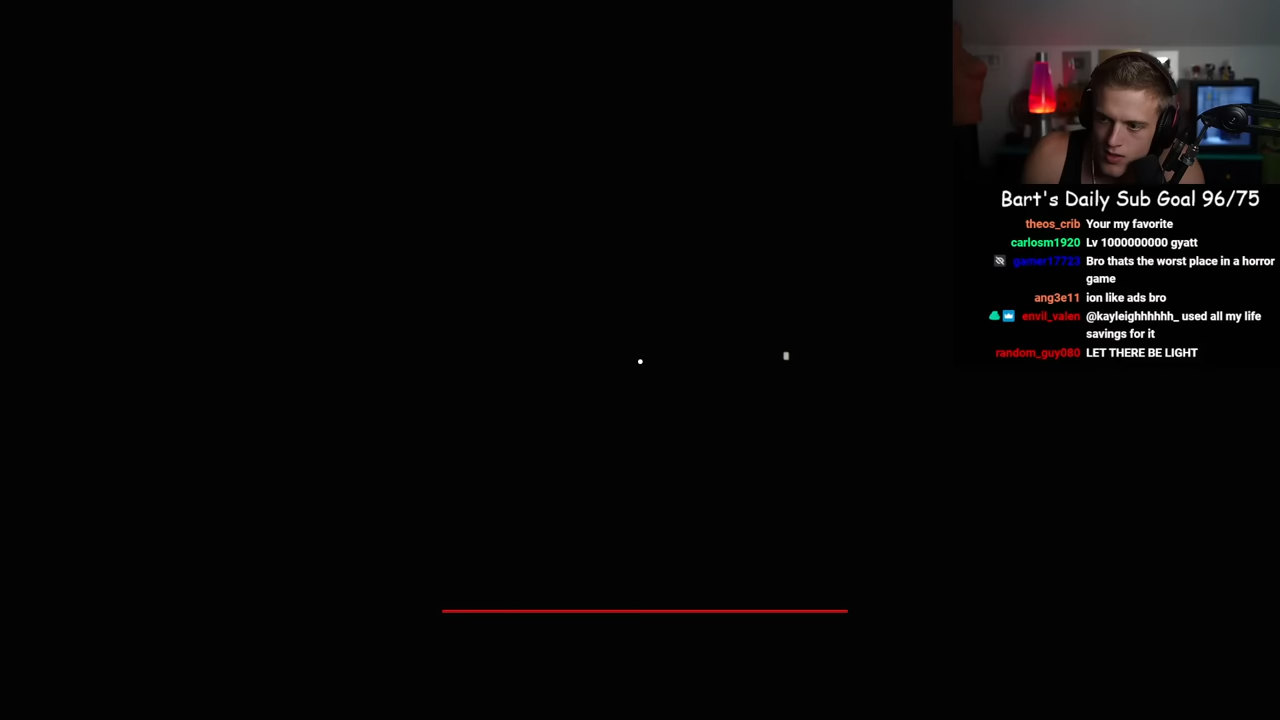 Bart's Daily Sub Goal 96/75
theos_crib Your my favorite
carlosm1920 Lv 1000000000 gyatt
gamer17723 Bro thats the worst place in a horror
game
ang3e11 ion like ads bro
envil_valen @kayleighhhhhh_ used all my life
savings for it
random_guy080 LET THERE BE LIGHT